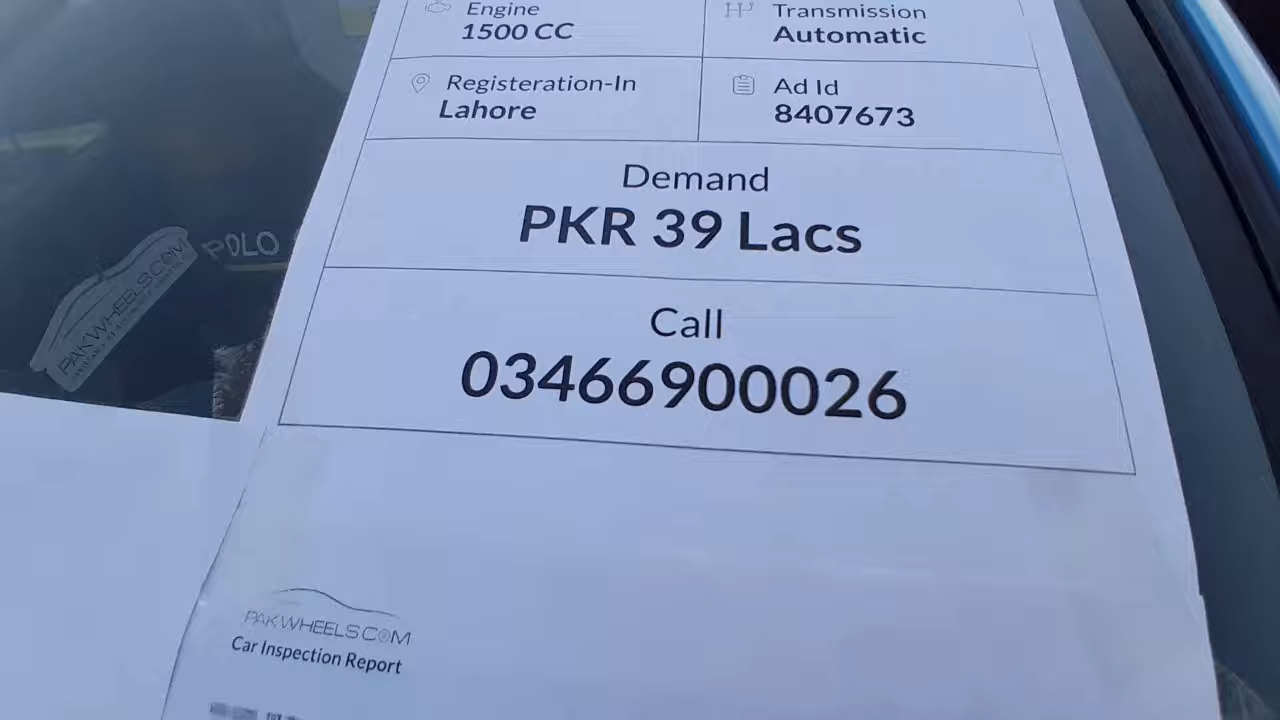 Engine
1500 CC
Transmission
Automatic
Registeration-In
Lahore
Ad Id
8407673
Demand
PKR 39 Lacs
Call
03466900026
PAKWHEELS.COM
POLO
PAKWHEELS.COM
Car Inspection Report